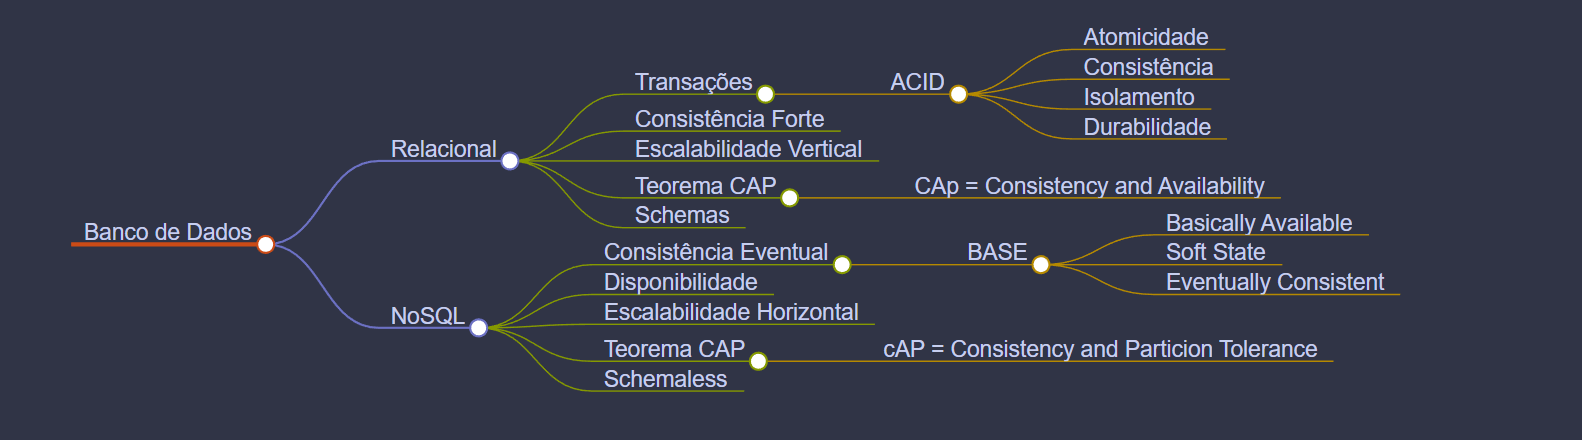 Banco de Dados
Relacional
Transações
ACID
Atomicidade
Consistência
Isolamento
Durabilidade
Consistência Forte
Escalabilidade Vertical
Teorema CAP
CAp = Consistency and Availability
Schemas
NoSQL
Consistência Eventual
BASE
Basically Available
Soft State
Eventually Consistent
Disponibilidade
Escalabilidade Horizontal
Teorema CAP
cAP = Consistency and Particion Tolerance
Schemaless